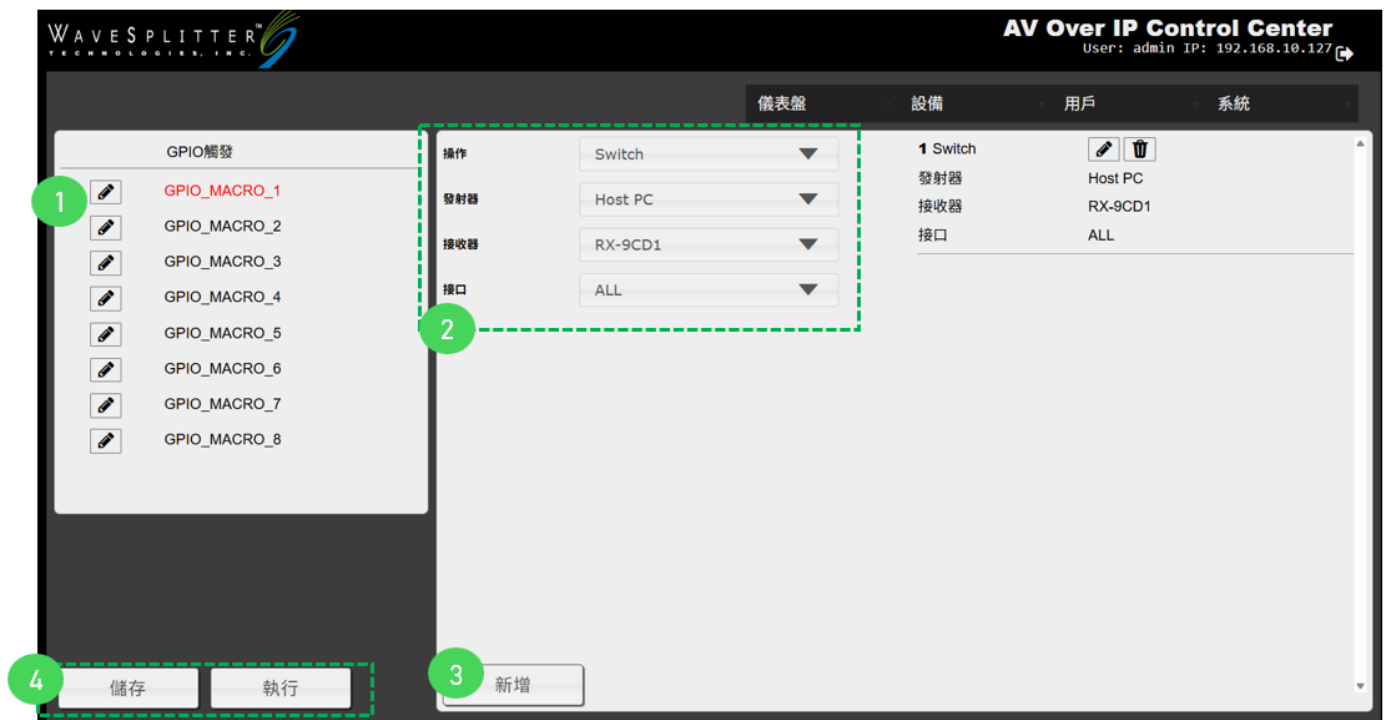 WAVESPLITTER™
TECHNOLOGIES, INC.
AV Over IP Control Center
User: admin IP: 192.168.10.127
儀表盤 設備 用戶 系統
GPIO觸發
1
GPIO_MACRO_1
GPIO_MACRO_2
GPIO_MACRO_3
GPIO_MACRO_4
GPIO_MACRO_5
GPIO_MACRO_6
GPIO_MACRO_7
GPIO_MACRO_8
操作 Switch
發射器 Host PC
接收器 RX-9CD1
接口 ALL
2
1 Switch
發射器 Host PC
接收器 RX-9CD1
接口 ALL
4
儲存 執行
3
新增